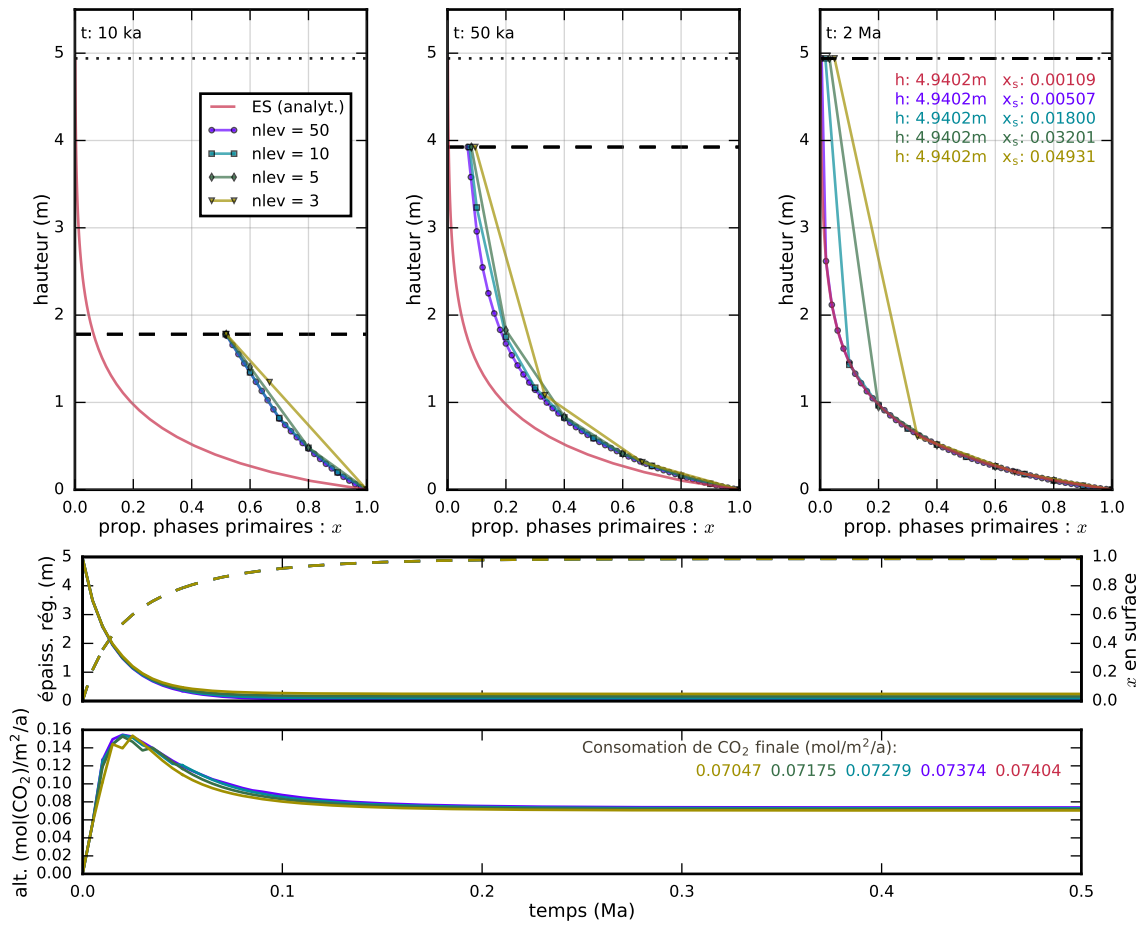 t: 10 ka
hauteur (m)
5
4
3
2
1
0
ES (analyt.)
nlev = 50
nlev = 10
nlev = 5
nlev = 3
0.0 0.2 0.4 0.6 0.8 1.0
prop. phases primaires : x
t: 50 ka
hauteur (m)
5
4
3
2
1
0
0.0 0.2 0.4 0.6 0.8 1.0
prop. phases primaires : x
t: 2 Ma
hauteur (m)
5
4
3
2
1
0
h: 4.9402m xₛ: 0.00109
h: 4.9402m xₛ: 0.00507
h: 4.9402m xₛ: 0.01800
h: 4.9402m xₛ: 0.03201
h: 4.9402m xₛ: 0.04931
0.0 0.2 0.4 0.6 0.8 1.0
prop. phases primaires : x
épaiss. rég. (m)
5
4
3
2
1
0
1.0
0.8
0.6
0.4
0.2
0.0
x en surface
alt. (mol(CO₂)/m²/a)
0.16
0.14
0.12
0.10
0.08
0.06
0.04
0.02
0.00
Consomation de CO₂ finale (mol/m²/a):
0.07047 0.07175 0.07279 0.07374 0.07404
0.0 0.1 0.2 0.3 0.4 0.5
temps (Ma)